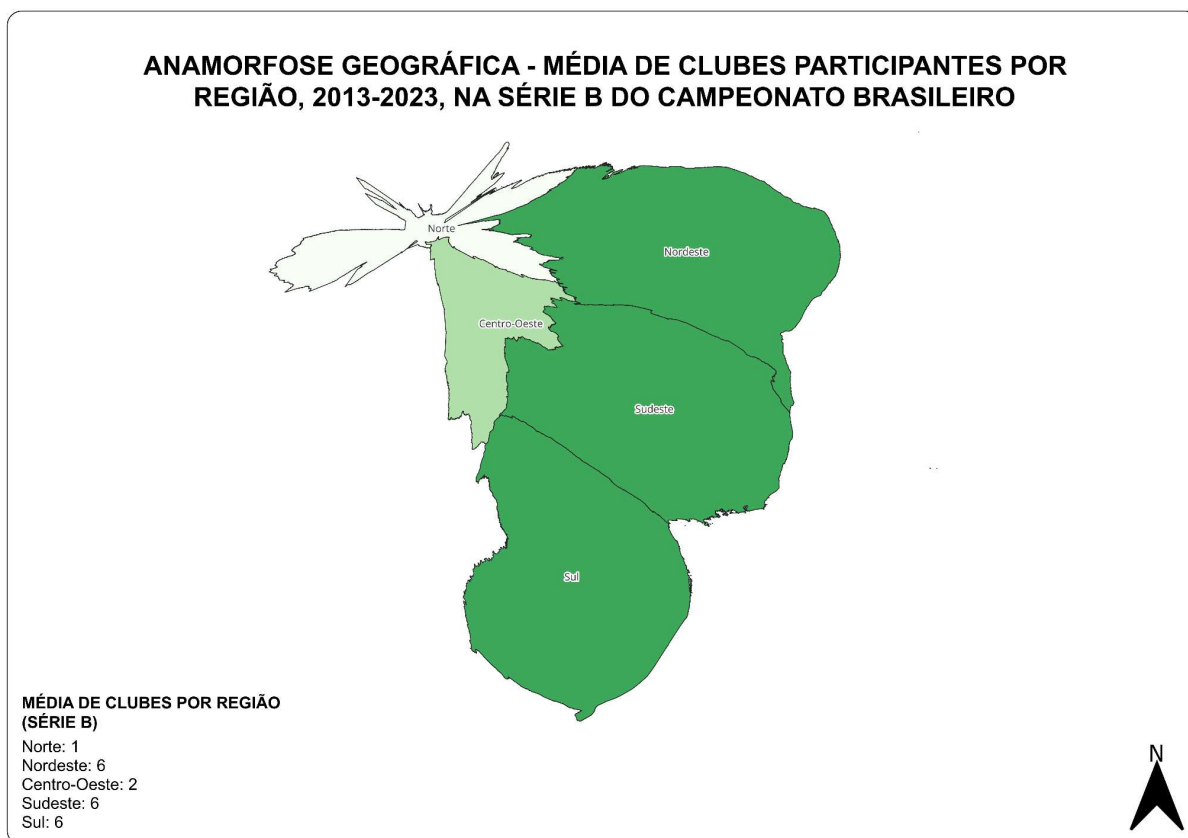 ANAMORFOSE GEOGRÁFICA - MÉDIA DE CLUBES PARTICIPANTES POR
REGIÃO, 2013-2023, NA SÉRIE B DO CAMPEONATO BRASILEIRO
Norte
Nordeste
Centro-Oeste
Sudeste
Sul
MÉDIA DE CLUBES POR REGIÃO
(SÉRIE B)
Norte: 1
Nordeste: 6
Centro-Oeste: 2
Sudeste: 6
Sul: 6
N